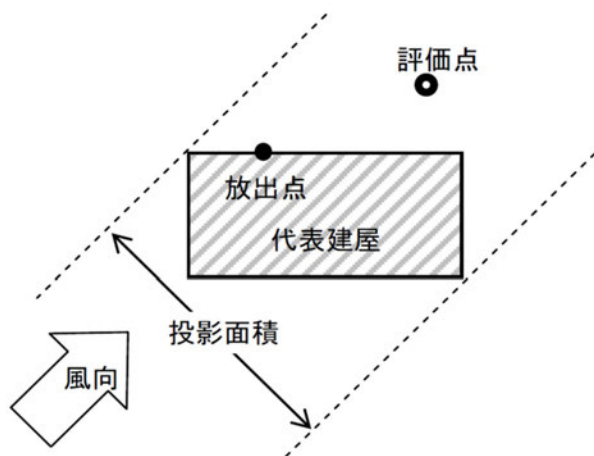 評価点
放出点
代表建屋
投影面積
風向